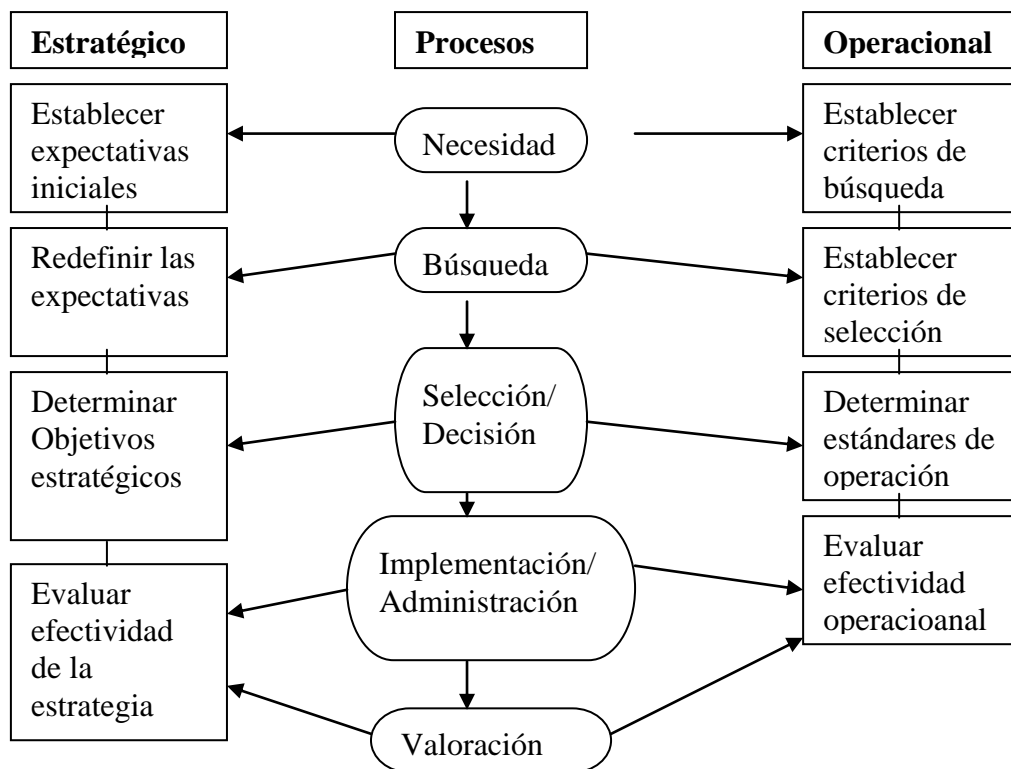 Estratégico
Procesos
Operacional
Establecer
expectativas
iniciales
Necesidad
Establecer
criterios de
búsqueda
Redefinir las
expectativas
Búsqueda
Establecer
criterios de
selección
Determinar
Objetivos
estratégicos
Selección/
Decisión
Determinar
estándares de
operación
Implementación/
Administración
Evaluar
efectividad
operacioanal
Evaluar
efectividad
de la
estrategia
Valoración